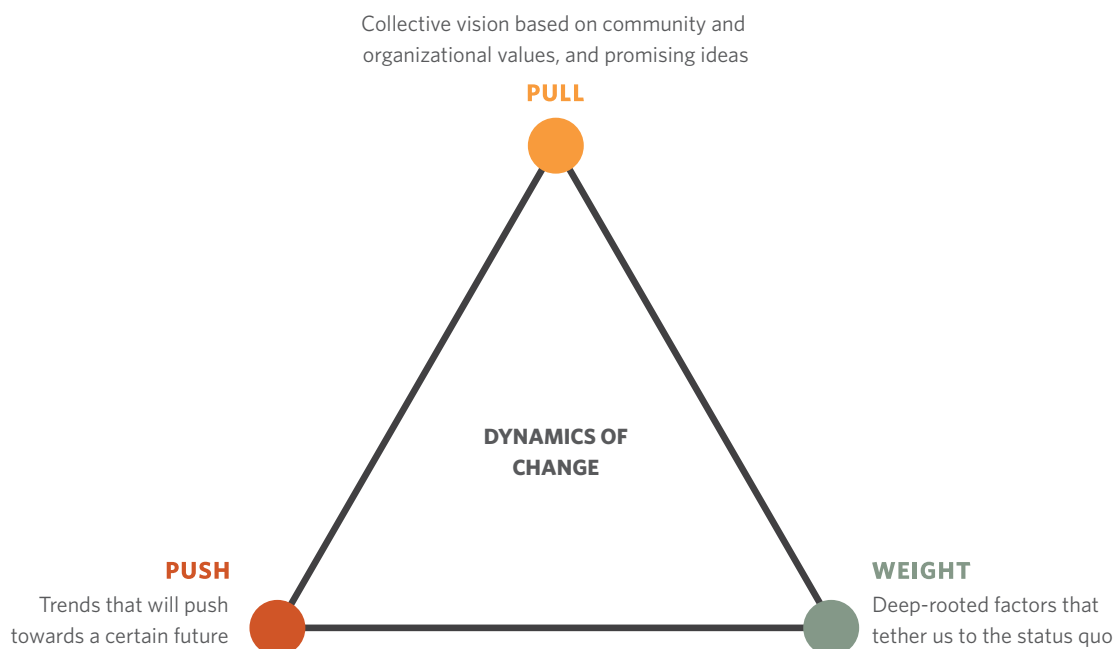 Collective vision based on community and
organizational values, and promising ideas
PULL
DYNAMICS OF
CHANGE
PUSH
Trends that will push
towards a certain future
WEIGHT
Deep-rooted factors that
tether us to the status quo